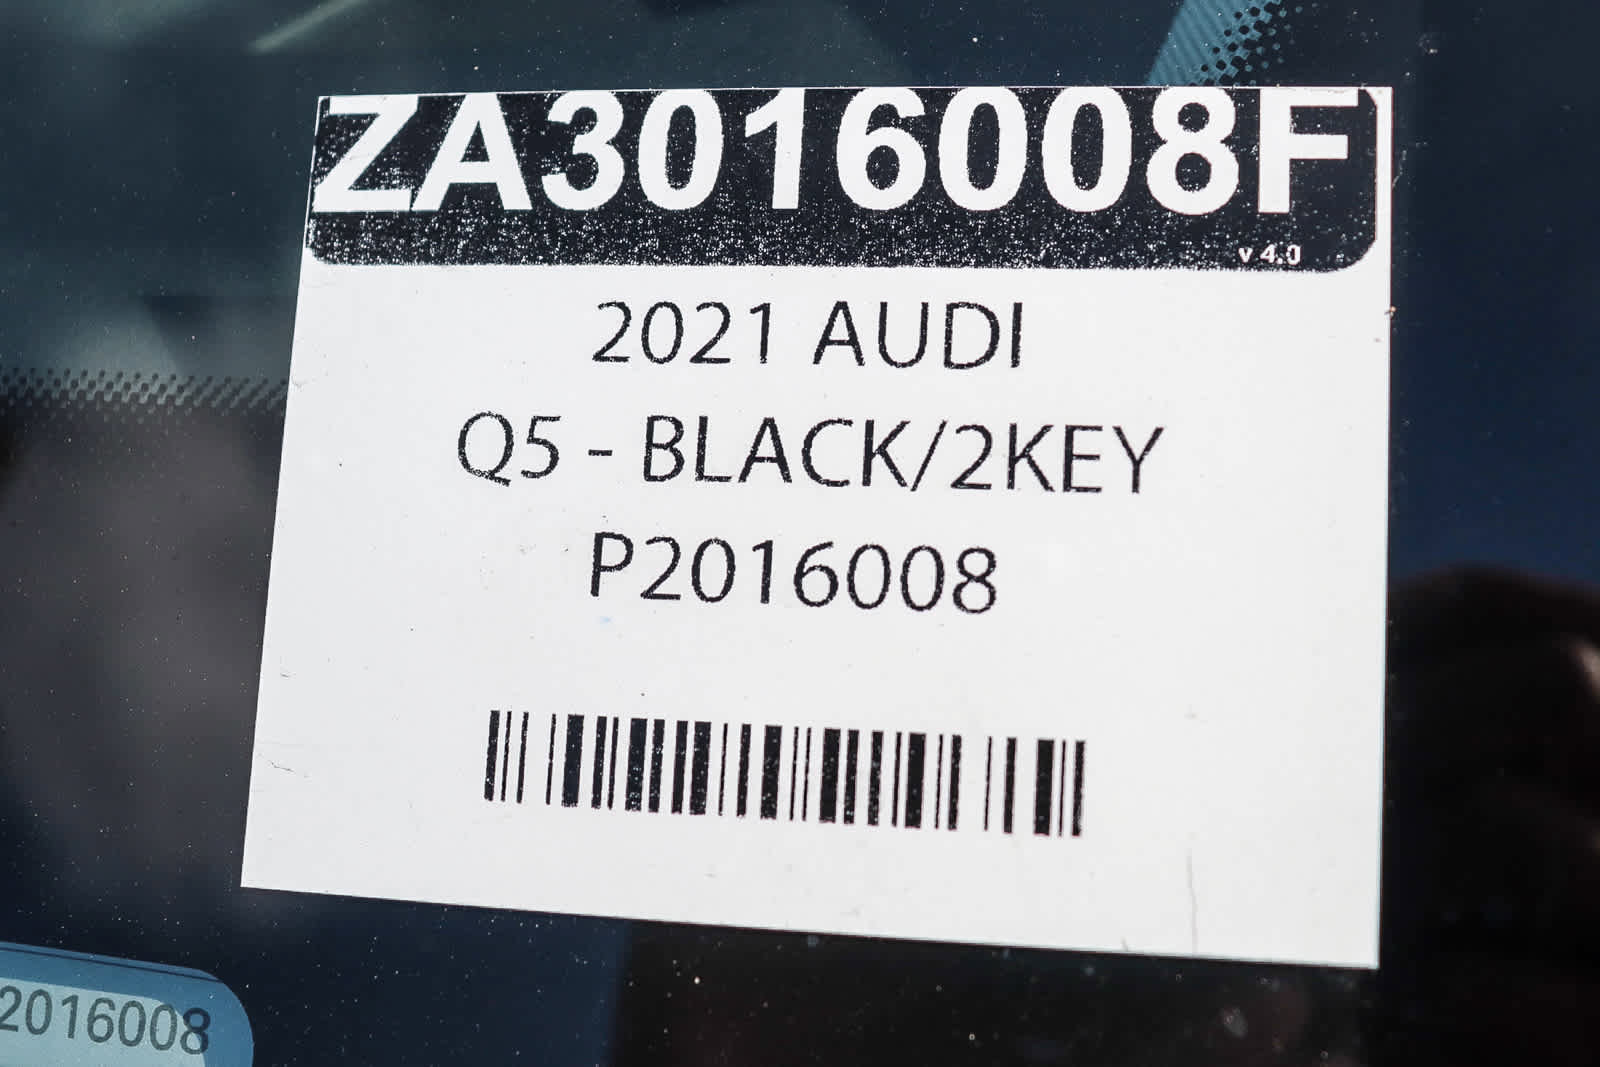 ZA3016008F
v 4.0
2021 AUDI
Q5 - BLACK/2KEY
P2016008
2016008